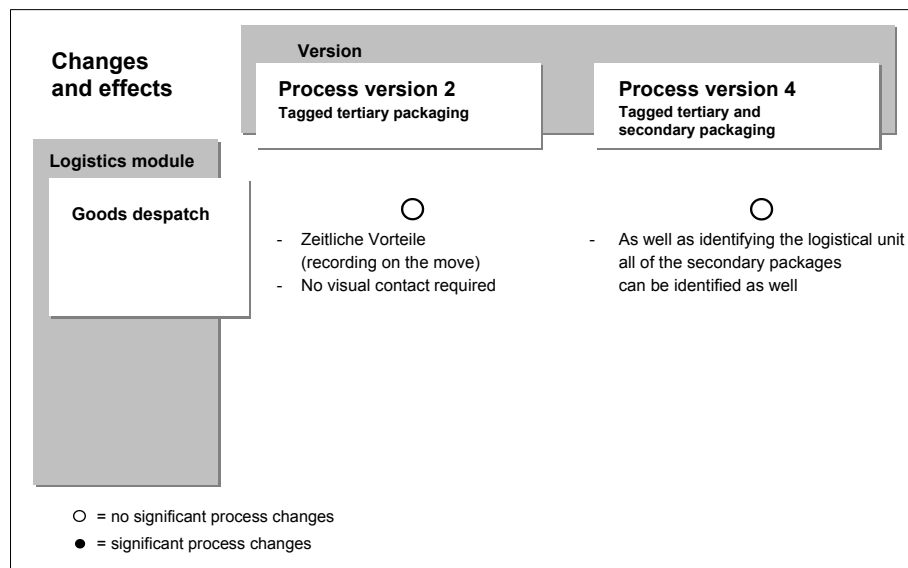 Changes
and effects
Version
Process version 2
Tagged tertiary packaging
Process version 4
Tagged tertiary and
secondary packaging
Logistics module
Goods despatch
- Zeitliche Vorteile
(recording on the move)
- No visual contact required
- As well as identifying the logistical unit
all of the secondary packages
can be identified as well
○ = no significant process changes
● = significant process changes